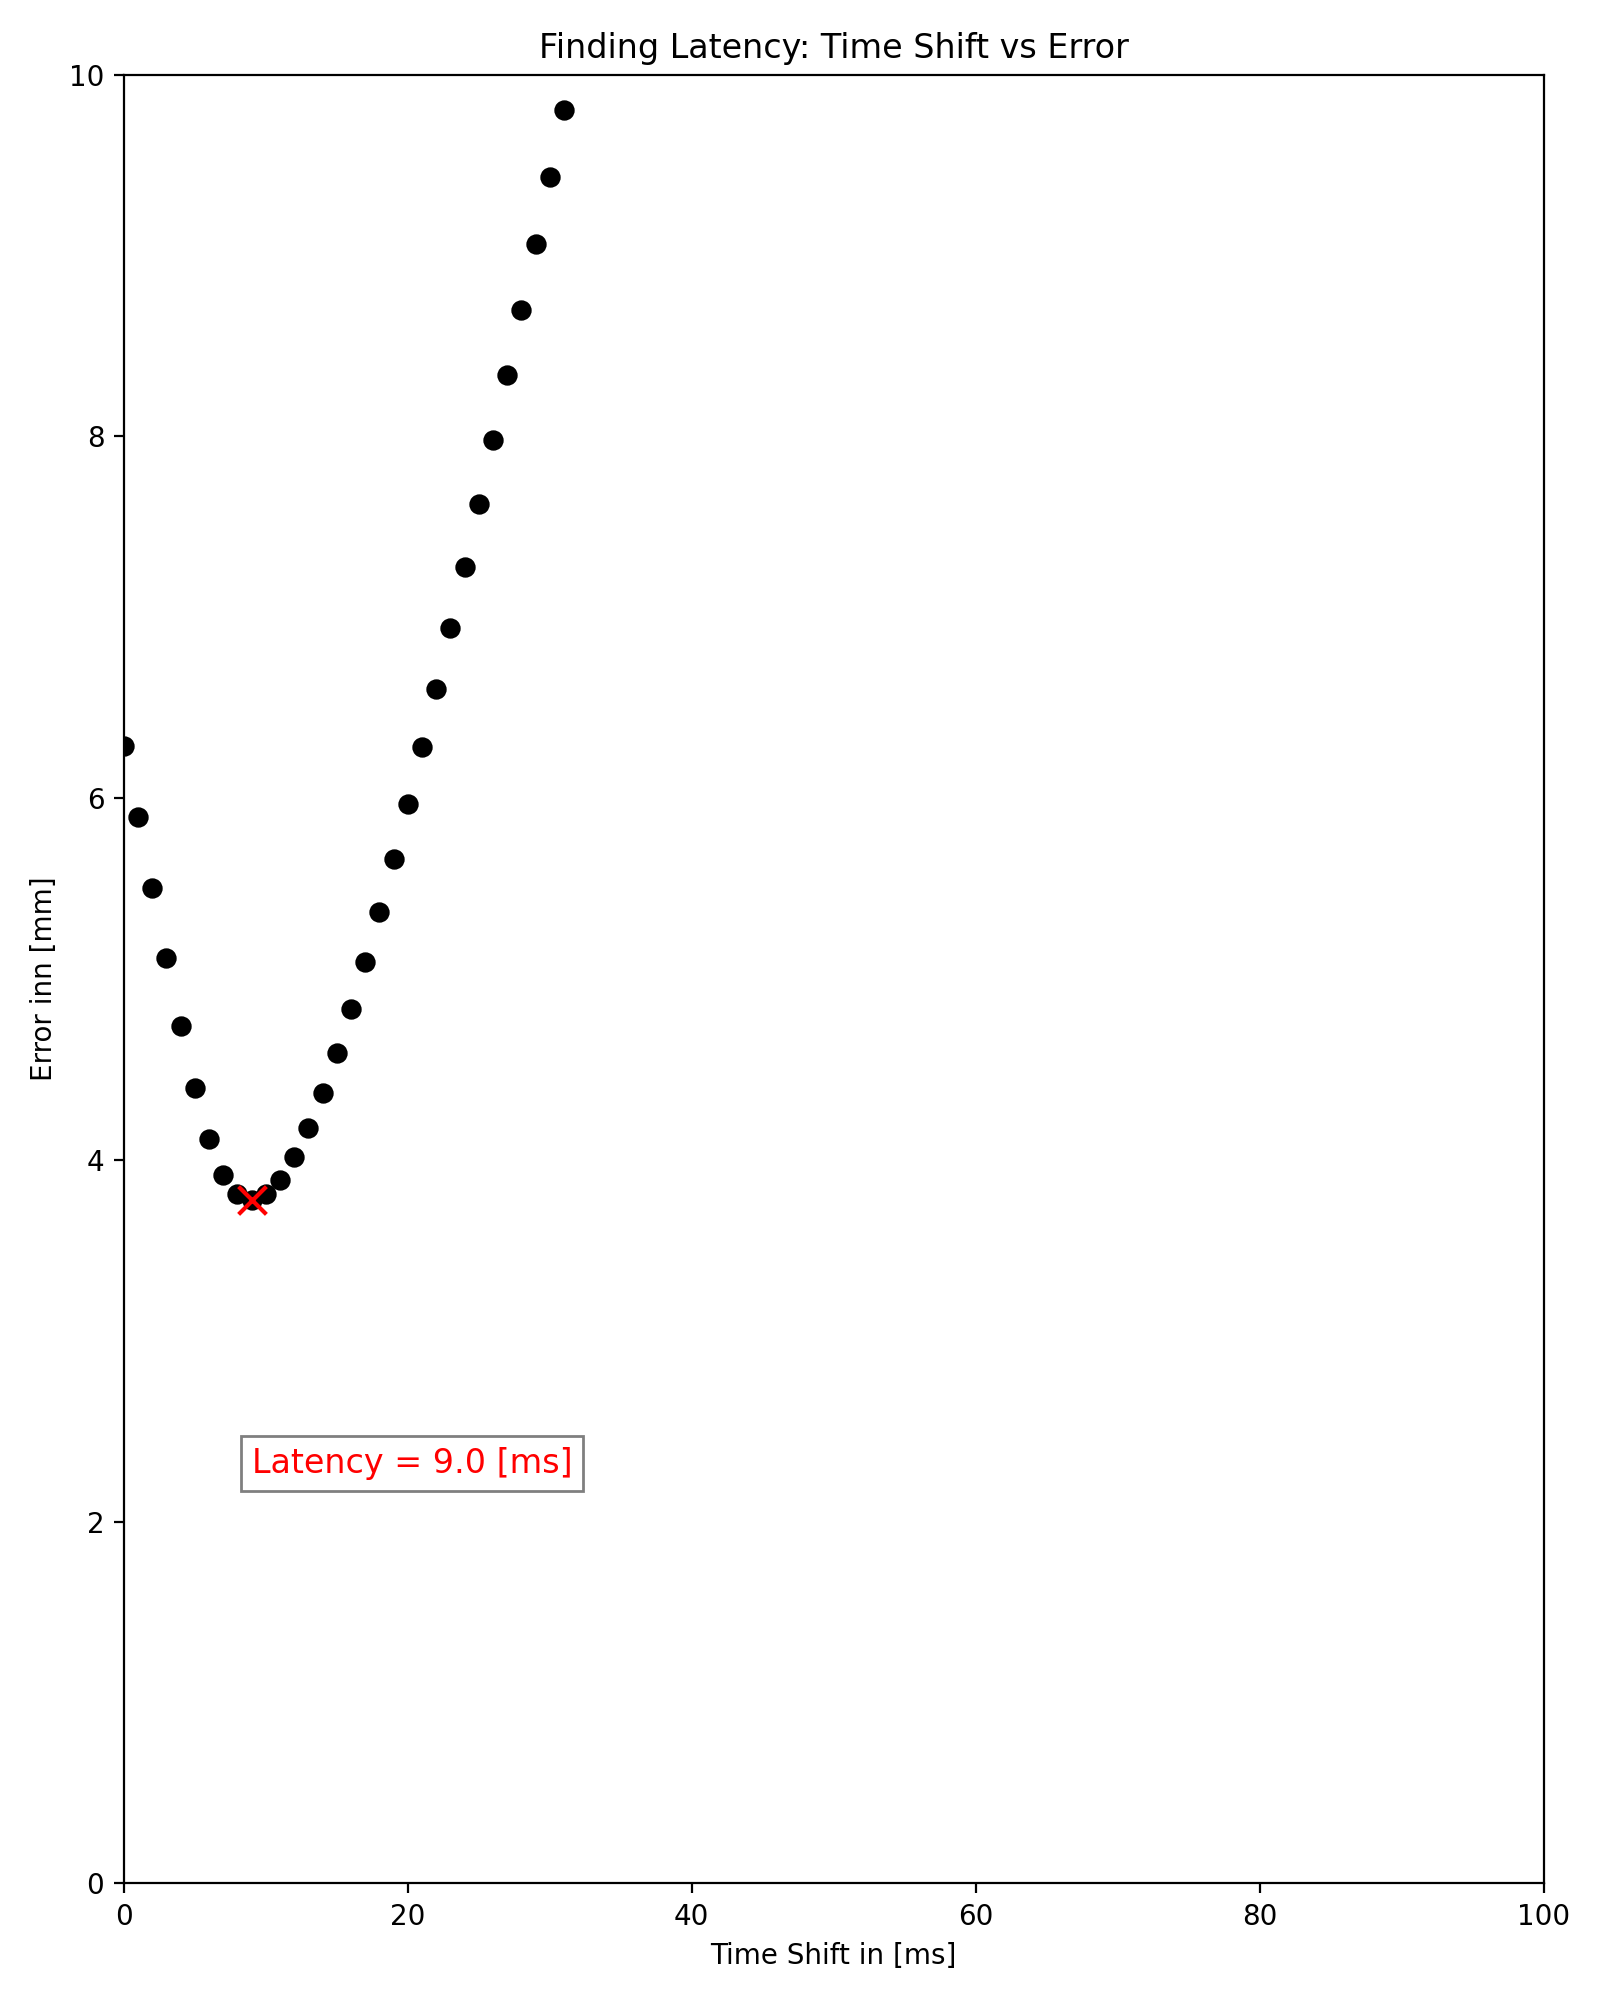 Finding Latency: Time Shift vs Error
10
8
6
4
2
0
Error inn [mm]
Latency = 9.0 [ms]
0 20 40 60 80 100
Time Shift in [ms]